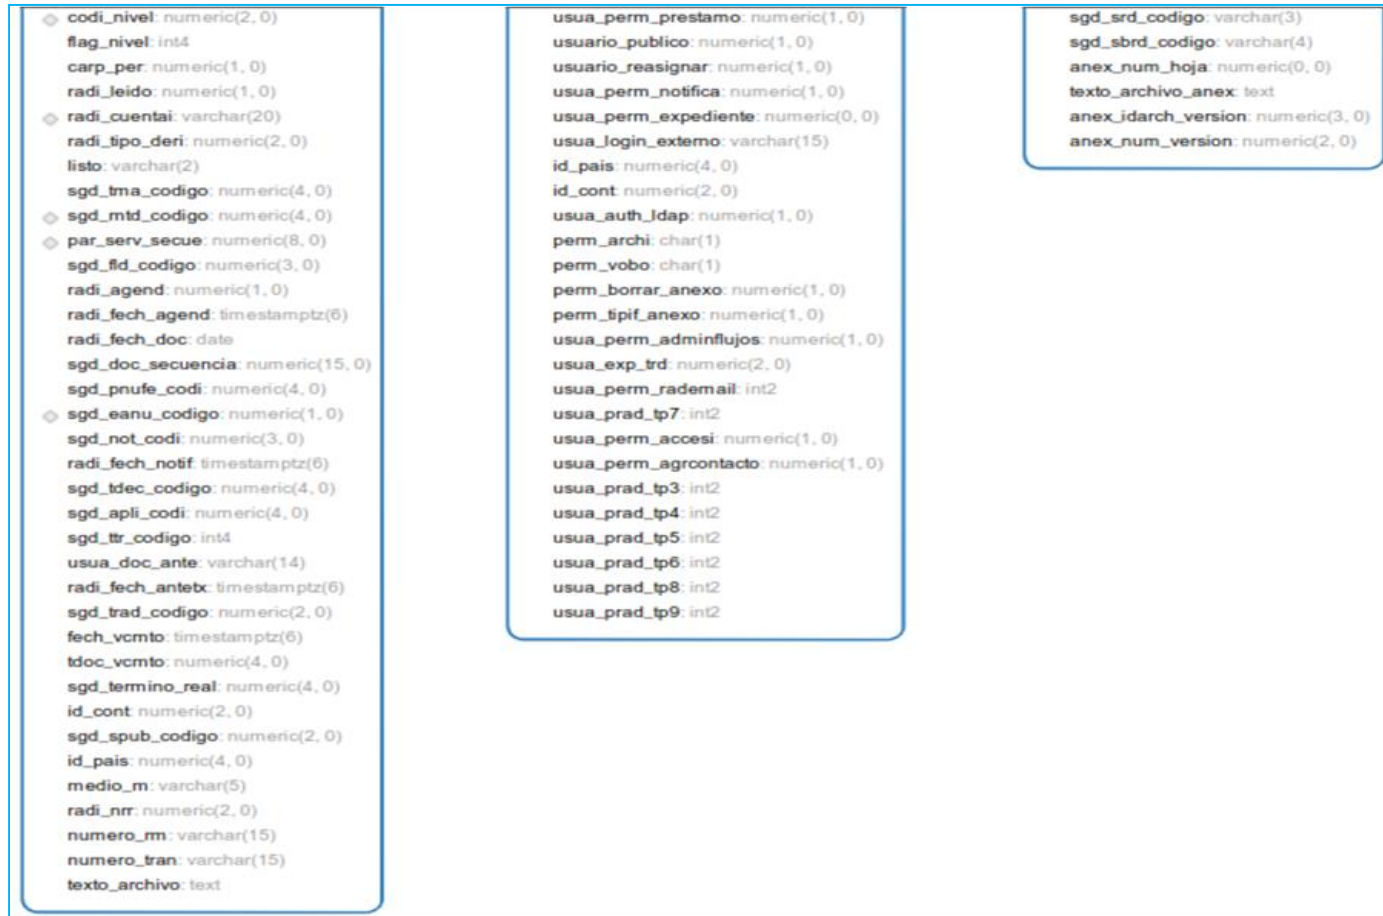 codi_nivel: numeric(2, 0)
flag_nivel: int4
carp_per: numeric(1, 0)
radi_leido: numeric(1, 0)
radi_cuentai: varchar(20)
radi_tipo_deri: numeric(2, 0)
listo: varchar(2)
sgd_tma_codigo: numeric(4, 0)
sgd_mtd_codigo: numeric(4, 0)
par_serv_secue: numeric(8, 0)
sgd_fld_codigo: numeric(3, 0)
radi_agend: numeric(1, 0)
radi_fech_agend: timestamptz(6)
radi_fech_doc: date
sgd_doc_secuencia: numeric(15, 0)
sgd_pnufe_codi: numeric(4, 0)
sgd_eanu_codigo: numeric(1, 0)
sgd_not_codi: numeric(3, 0)
radi_fech_notif: timestamptz(6)
sgd_tdec_codigo: numeric(4, 0)
sgd_apli_codi: numeric(4, 0)
sgd_ttr_codigo: int4
usua_doc_ante: varchar(14)
radi_fech_antetx: timestamptz(6)
sgd_trad_codigo: numeric(2, 0)
fech_vcmto: timestamptz(6)
tdoc_vcmto: numeric(4, 0)
sgd_termino_real: numeric(4, 0)
id_cont: numeric(2, 0)
sgd_spub_codigo: numeric(2, 0)
id_pais: numeric(4, 0)
medio_m: varchar(5)
radi_nrr: numeric(2, 0)
numero_rm: varchar(15)
numero_tran: varchar(15)
texto_archivo: text
usua_perm_prestamo: numeric(1, 0)
usuario_publico: numeric(1, 0)
usuario_reasignar: numeric(1, 0)
usua_perm_notifica: numeric(1, 0)
usua_perm_expediente: numeric(0, 0)
usua_login_externo: varchar(15)
id_pais: numeric(4, 0)
id_cont: numeric(2, 0)
usua_auth_ldap: numeric(1, 0)
perm_archi: char(1)
perm_vobo: char(1)
perm_borrar_anexo: numeric(1, 0)
perm_tipif_anexo: numeric(1, 0)
usua_perm_adminflujos: numeric(1, 0)
usua_exp_trd: numeric(2, 0)
usua_perm_rademail: int2
usua_prad_tp7: int2
usua_perm_accesi: numeric(1, 0)
usua_perm_agrcontacto: numeric(1, 0)
usua_prad_tp3: int2
usua_prad_tp4: int2
usua_prad_tp5: int2
usua_prad_tp6: int2
usua_prad_tp8: int2
usua_prad_tp9: int2
sgd_srd_codigo: varchar(3)
sgd_sbrd_codigo: varchar(4)
anex_num_hoja: numeric(0, 0)
texto_archivo_anex: text
anex_idarch_version: numeric(3, 0)
anex_num_version: numeric(2, 0)